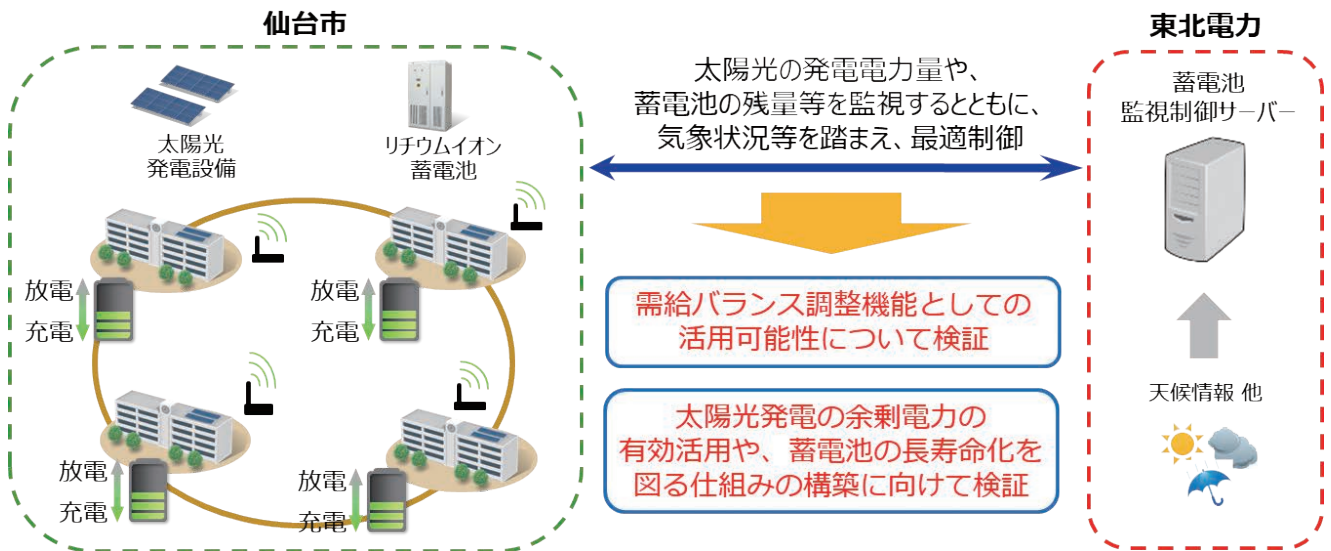 仙台市
東北電力
太陽光
発電設備
リチウムイオン
蓄電池
太陽光の発電電力量や、
蓄電池の残量等を監視するとともに、
気象状況等を踏まえ、最適制御
蓄電池
監視制御サーバー
放電
充電
放電
充電
放電
充電
放電
充電
需給バランス調整機能としての
活用可能性について検証
太陽光発電の余剰電力の
有効活用や、蓄電池の長寿命化を
図る仕組みの構築に向けて検証
天候情報 他